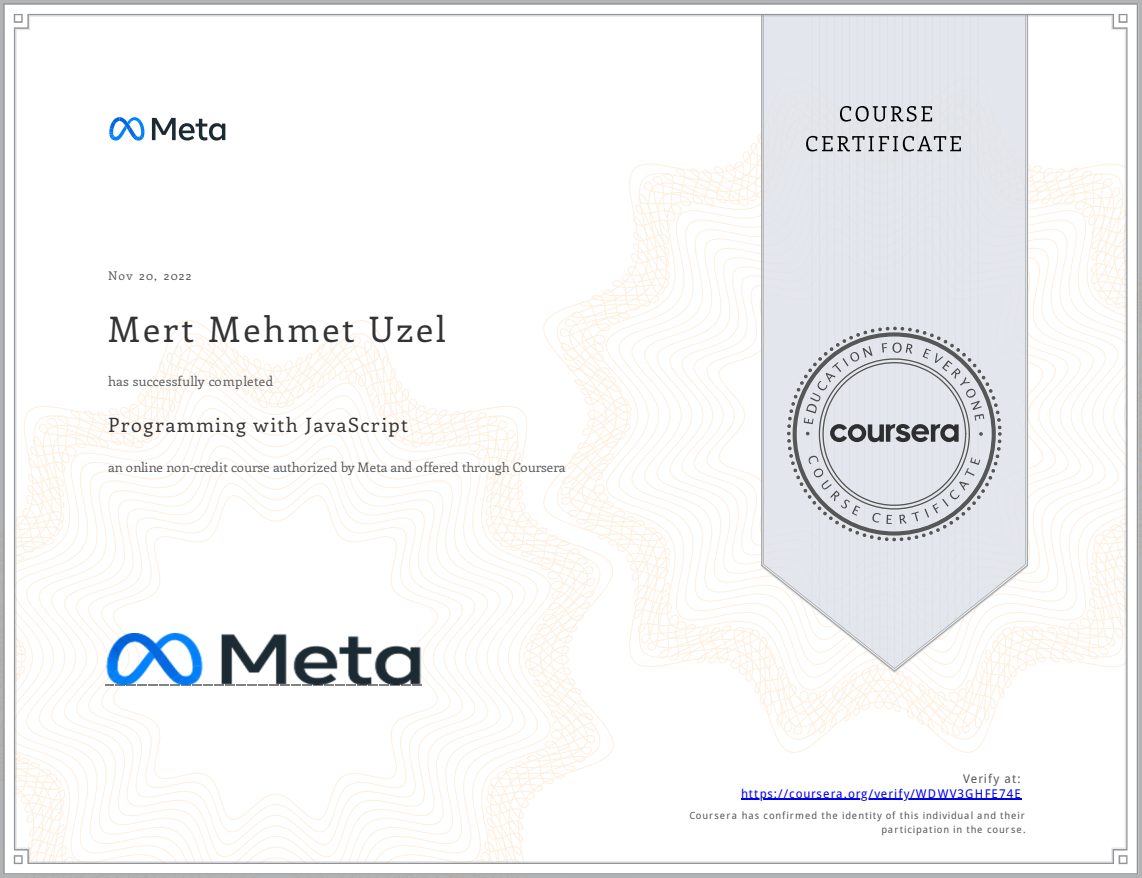 Meta
COURSE
CERTIFICATE
Nov 20, 2022
Mert Mehmet Uzel
has successfully completed
Programming with JavaScript
an online non-credit course authorized by Meta and offered through Coursera
EDUCATION FOR EVERYONE
coursera
COURSE CERTIFICATE
Meta
Verify at:
https://coursera.org/verify/WDWV3GHFE74E
Coursera has confirmed the identity of this individual and their
participation in the course.